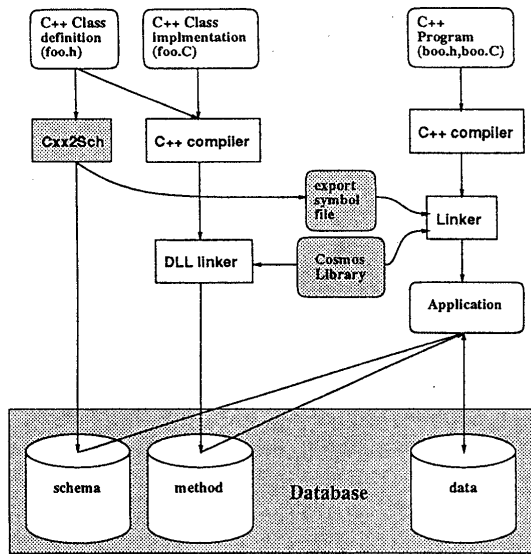 C++ Class
definition
(foo.h)
C++ Class
implmentation
(foo.C)
C++
Program
(boo.h,boo.C)
Cxx2Sch
C++ compiler
C++ compiler
export
symbol
file
Linker
DLL linker
Cosmos
Library
Application
schema
method
Database
data